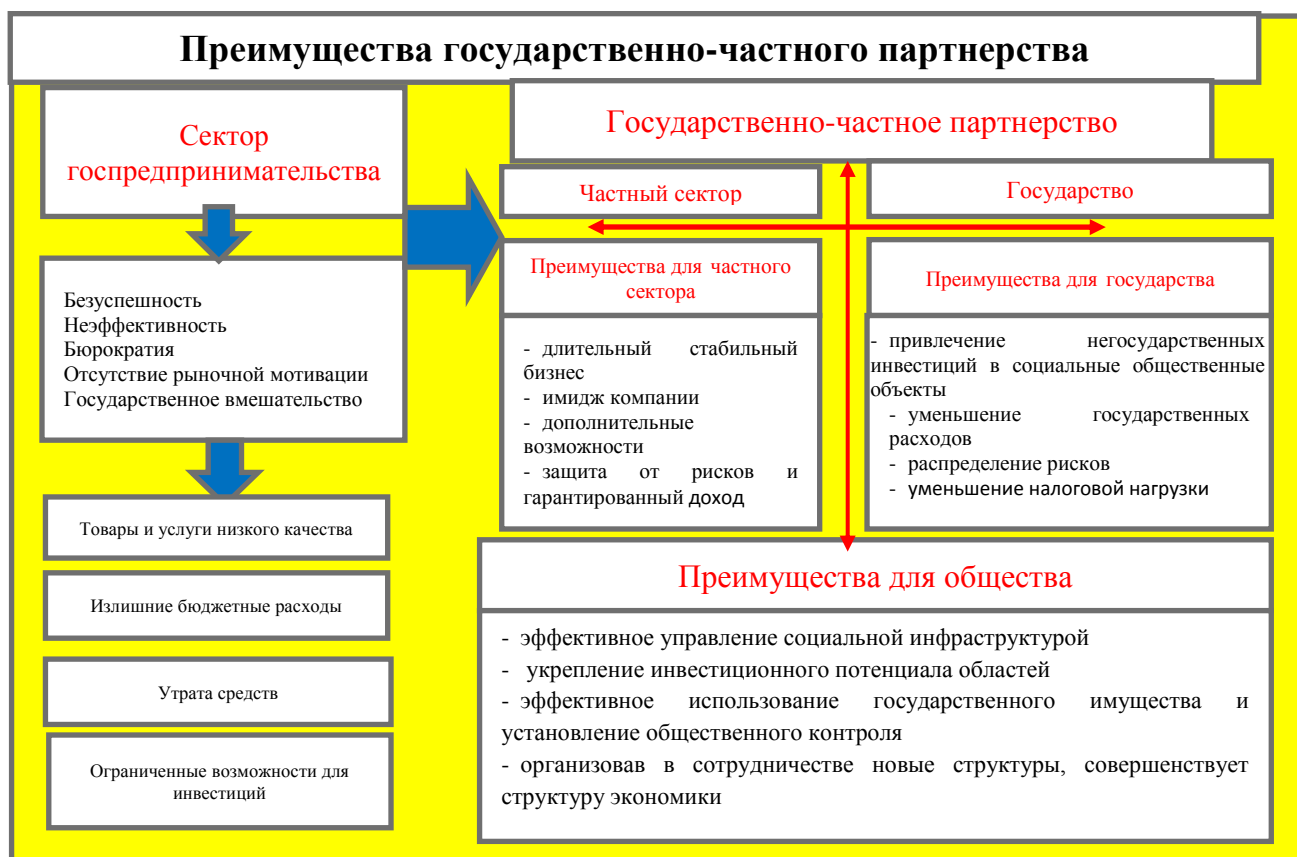 Преимущества государственно-частного партнерства
Сектор
госпредпринимательства
Безуспешность
Неэффективность
Бюрократия
Отсутствие рыночной мотивации
Государственное вмешательство
Товары и услуги низкого качества
Излишние бюджетные расходы
Утрата средств
Ограниченные возможности для
инвестиций
Государственно-частное партнерство
Частный сектор
Государство
Преимущества для частного
сектора
- длительный стабильный
бизнес
- имидж компании
- дополнительные
возможности
- защита от рисков и
гарантированный доход
Преимущества для государства
- привлечение негосударственных
инвестиций в социальные общественные
объекты
- уменьшение государственных
расходов
- распределение рисков
- уменьшение налоговой нагрузки
Преимущества для общества
- эффективное управление социальной инфраструктурой
- укрепление инвестиционного потенциала областей
- эффективное использование государственного имущества и
установление общественного контроля
- организовав в сотрудничестве новые структуры, совершенствует
структуру экономики